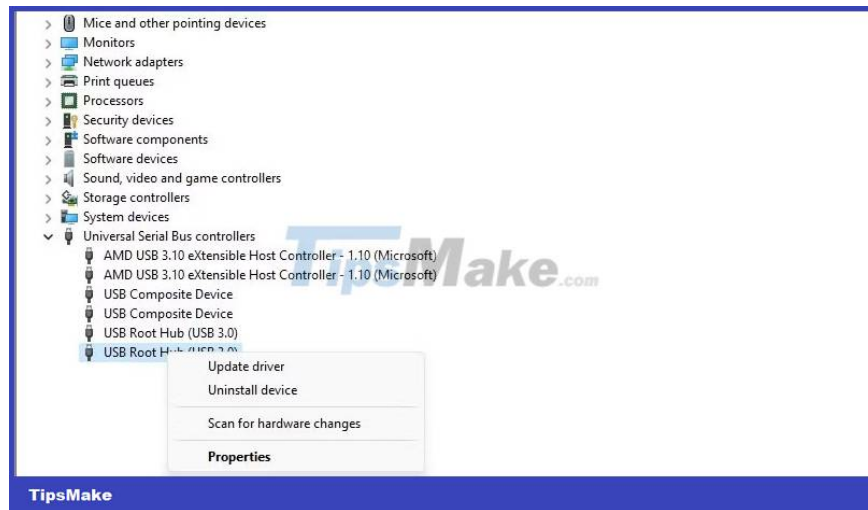 Mice and other pointing devices
Monitors
Network adapters
Print queues
Processors
Security devices
Software components
Software devices
Sound, video and game controllers
Storage controllers
System devices
Universal Serial Bus controllers
AMD USB 3.10 eXtensible Host Controller - 1.10 (Microsoft)
AMD USB 3.10 eXtensible Host Controller - 1.10 (Microsoft)
USB Composite Device
USB Composite Device
USB Root Hub (USB 3.0)
USB Root Hub (USB 3.0)
Update driver
Uninstall device
Scan for hardware changes
Properties
TipsMake.com
TipsMake